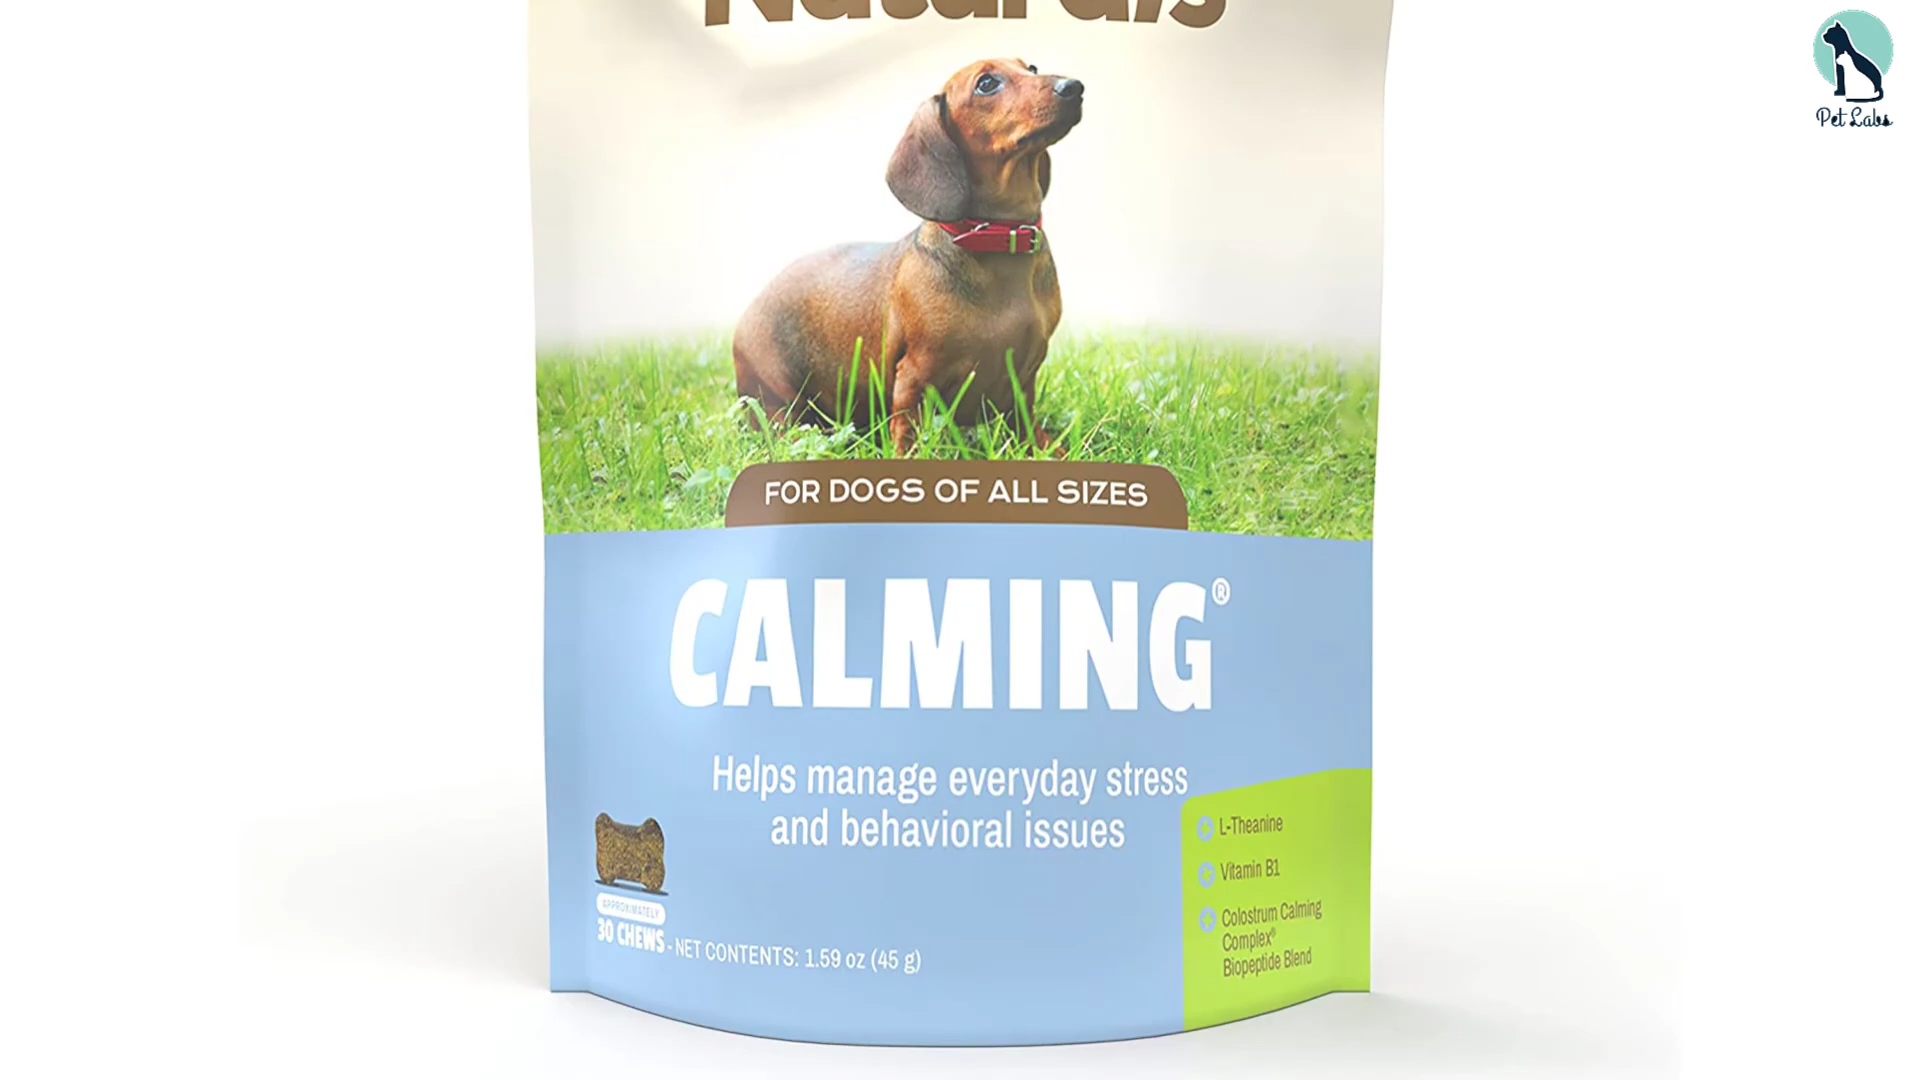 Naturals
Pet Labs
FOR DOGS OF ALL SIZES
CALMING®
Helps manage everyday stress
and behavioral issues
L-Theanine
Vitamin B1
Colostrum Calming
Complex®
Biopeptide Blend
APPROXIMATELY
30 CHEWS - NET CONTENTS: 1.59 oz (45 g)